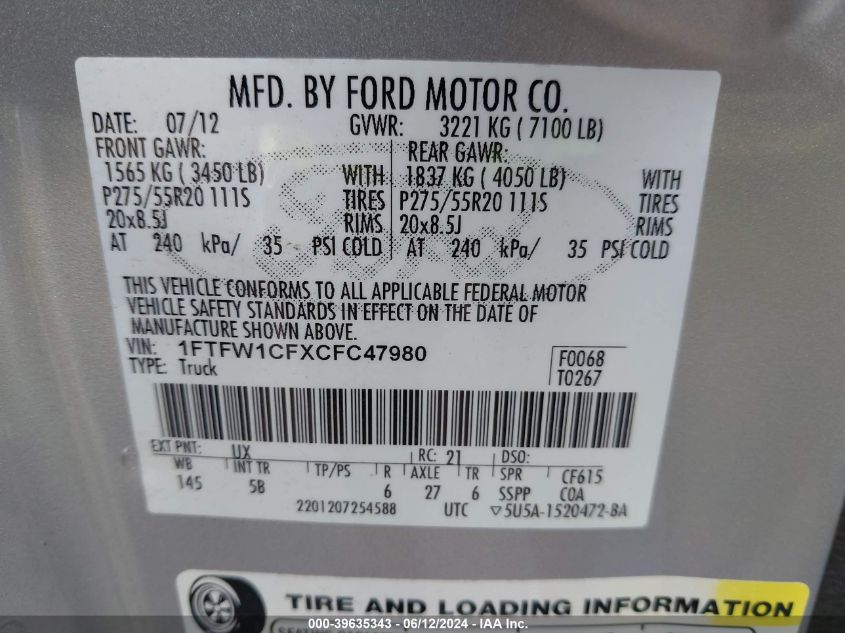 MFD. BY FORD MOTOR CO.
DATE: 07/12 GVWR: 3221 KG ( 7100 LB)
FRONT GAWR: REAR GAWR:
1565 KG ( 3450 LB) WITH 1837 KG ( 4050 LB) WITH
P275/55R20 111S TIRES P275/55R20 111S TIRES
20x8.5J RIMS 20x8.5J RIMS
AT 240 kPa/ 35 PSI COLD AT 240 kPa/ 35 PSI COLD
THIS VEHICLE CONFORMS TO ALL APPLICABLE FEDERAL MOTOR
VEHICLE SAFETY STANDARDS IN EFFECT ON THE DATE OF
MANUFACTURE SHOWN ABOVE.
VIN: 1FTFW1CFXCFC47980 F0068
TYPE: Truck T0267
EXT PNT: UX RC: 21 DSO:
WB INT TR TP/PS R AXLE TR SPR CF615
145 5B 6 27 6 SSPP COA
2201207254588 UTC ▽5U5A-1520472-BA
TIRE AND LOADING INFORMATION
000-39635343 - 06/12/2024 - IAA Inc.